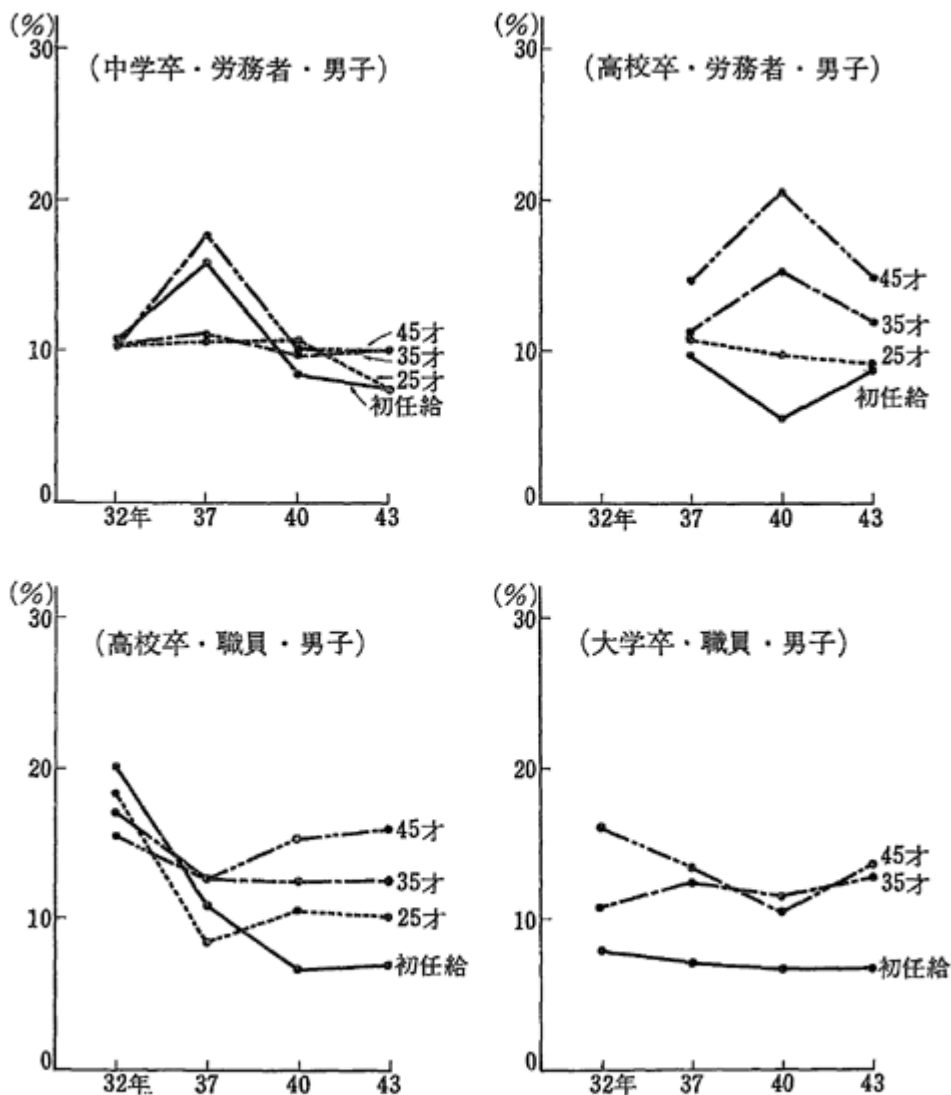 (%)
30
20
10
0
(中学卒・労務者・男子)
45才
35才
25才
初任給
32年 37 40 43
(%)
30
20
10
0
(高校卒・労務者・男子)
45才
35才
25才
初任給
32年 37 40 43
(%)
30
20
10
0
(高校卒・職員・男子)
45才
35才
25才
初任給
32年 37 40 43
(%)
30
20
10
0
(大学卒・職員・男子)
45才
35才
初任給
32年 37 40 43